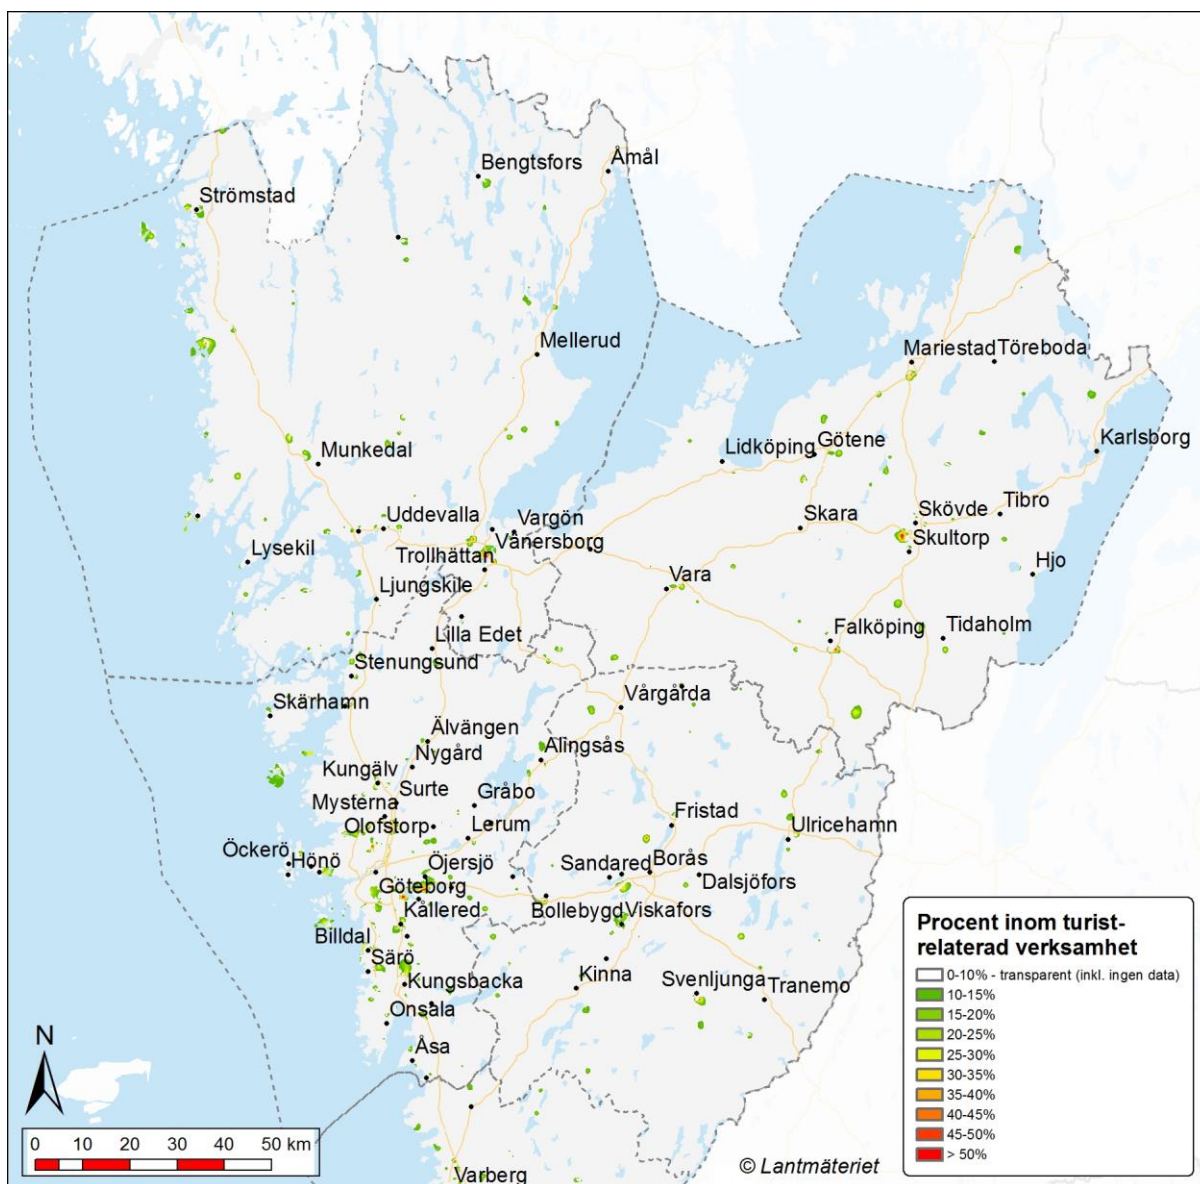 Bengtsfors
Åmål
Strömstad
Mellerud
Mariestad
Töreboda
Munkedal
Lidköping
Götene
Karlsborg
Uddevalla
Vargön
Skara
Skövde
Tibro
Lysekil
Trollhättan
Vänersborg
Skultorp
Ljungskile
Vara
Hjo
Lilla Edet
Falköping
Tidaholm
Stenungsund
Skärhamn
Vårgårda
Älvängen
Nygård
Alingsås
Kungälv
Surte
Gråbo
Mysterna
Olofstorp
Lerum
Fristad
Ulricehamn
Öckerö
Hönö
Öjersjö
Sandared
Borås
Göteborg
Dalsjöfors
Kållered
Bollebygd
Viskafors
Billdal
Särö
Kungsbacka
Kinna
Svenljunga
Tranemo
Onsala
Åsa
Varberg
N
0 10 20 30 40 50 km
© Lantmäteriet
Procent inom turist-
relaterad verksamhet
0-10% - transparent (inkl. ingen data)
10-15%
15-20%
20-25%
25-30%
30-35%
35-40%
40-45%
45-50%
> 50%